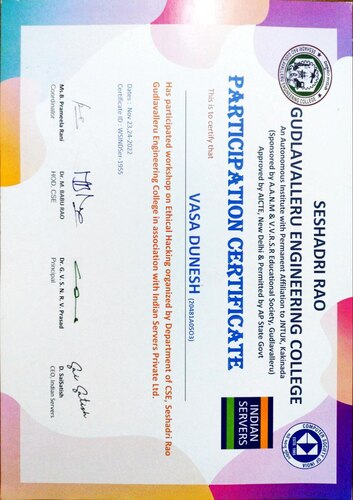 SESHADRI RAO
GUDLAVALLERU ENGINEERING COLLEGE
An Autonomous Institute with Permanent Affiliation to JNTUK, Kakinada
(Sponsored by A.A.N.M & V.V.R.S.R Educational Society, Gudlavalleru)
Approved by AICTE, New Delhi & Permitted by AP State Govt
COMPUTER SOCIETY OF INDIA
ESTD. 1965
INDIAN
SERVERS
PARTICIPATION CERTIFICATE
This is to certify that
VASA DUNESH (20481A05O3)
Has participated workshop on Ethical Hacking organized by Department of CSE, Seshadri Rao
Gudlavalleru Engineering College in association with Indian Servers Private Ltd.
Dates : Nov 23,24-2022
Certificate ID : WSINDSer-1955
Sai Satish
Ms.B. Prameela Rani
Coordinator
Dr. M. BABU RAO
HOD, CSE
Dr. G. V. S. N. R. V. Prasad
Principal
D. SaiSatish
CEO, Indian Servers